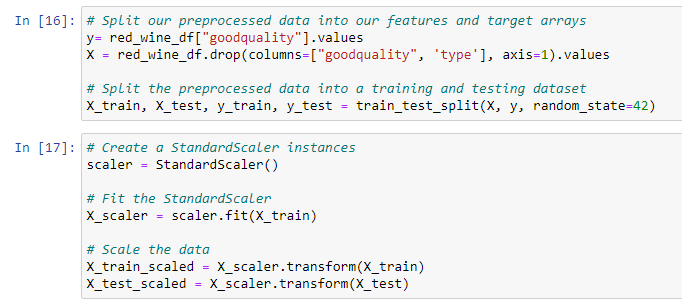 In [16]: # Split our preprocessed data into our features and target arrays
y= red_wine_df["goodquality"].values
X = red_wine_df.drop(columns=["goodquality", 'type'], axis=1).values
# Split the preprocessed data into a training and testing dataset
X_train, X_test, y_train, y_test = train_test_split(X, y, random_state=42)
In [17]: # Create a StandardScaler instances
scaler = StandardScaler()
# Fit the StandardScaler
X_scaler = scaler.fit(X_train)
# Scale the data
X_train_scaled = X_scaler.transform(X_train)
X_test_scaled = X_scaler.transform(X_test)